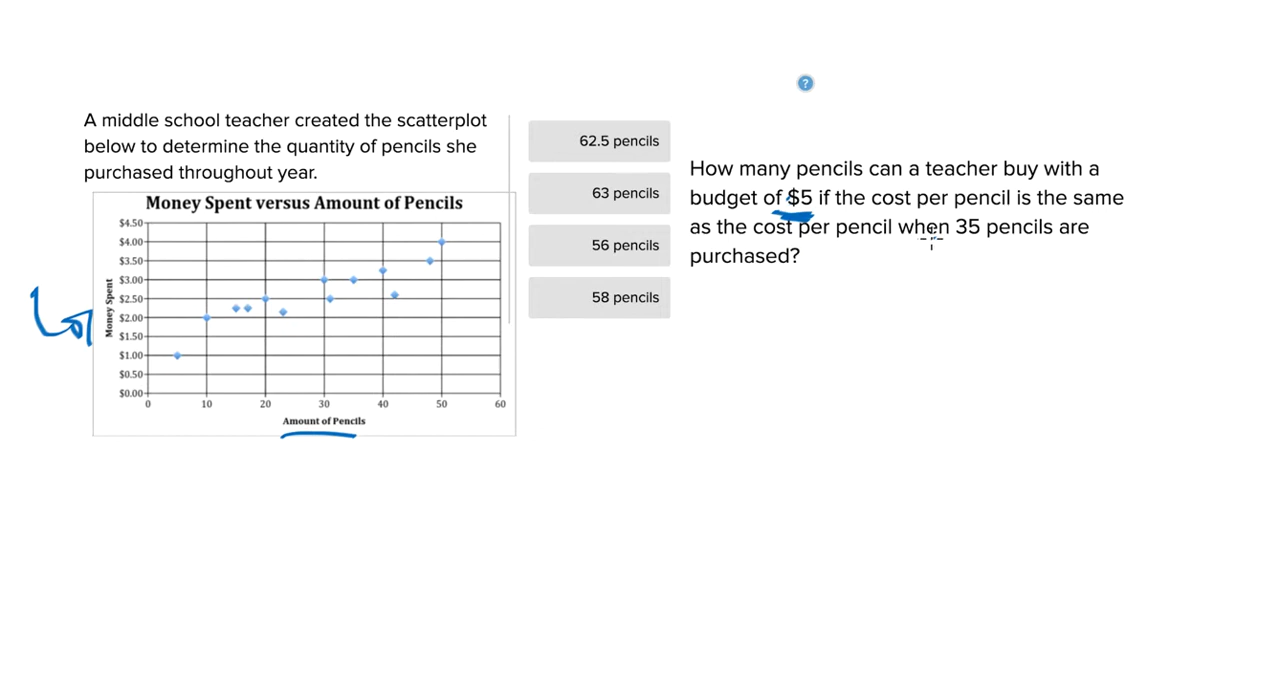 ?
A middle school teacher created the scatterplot
below to determine the quantity of pencils she
purchased throughout year.
Money Spent versus Amount of Pencils
$4.50
$4.00
$3.50
$3.00
$2.50
$2.00
$1.50
$1.00
$0.50
$0.00
Money Spent
0 10 20 30 40 50 60
Amount of Pencils
62.5 pencils
63 pencils
56 pencils
58 pencils
How many pencils can a teacher buy with a
budget of $5 if the cost per pencil is the same
as the cost per pencil when 35 pencils are
purchased?